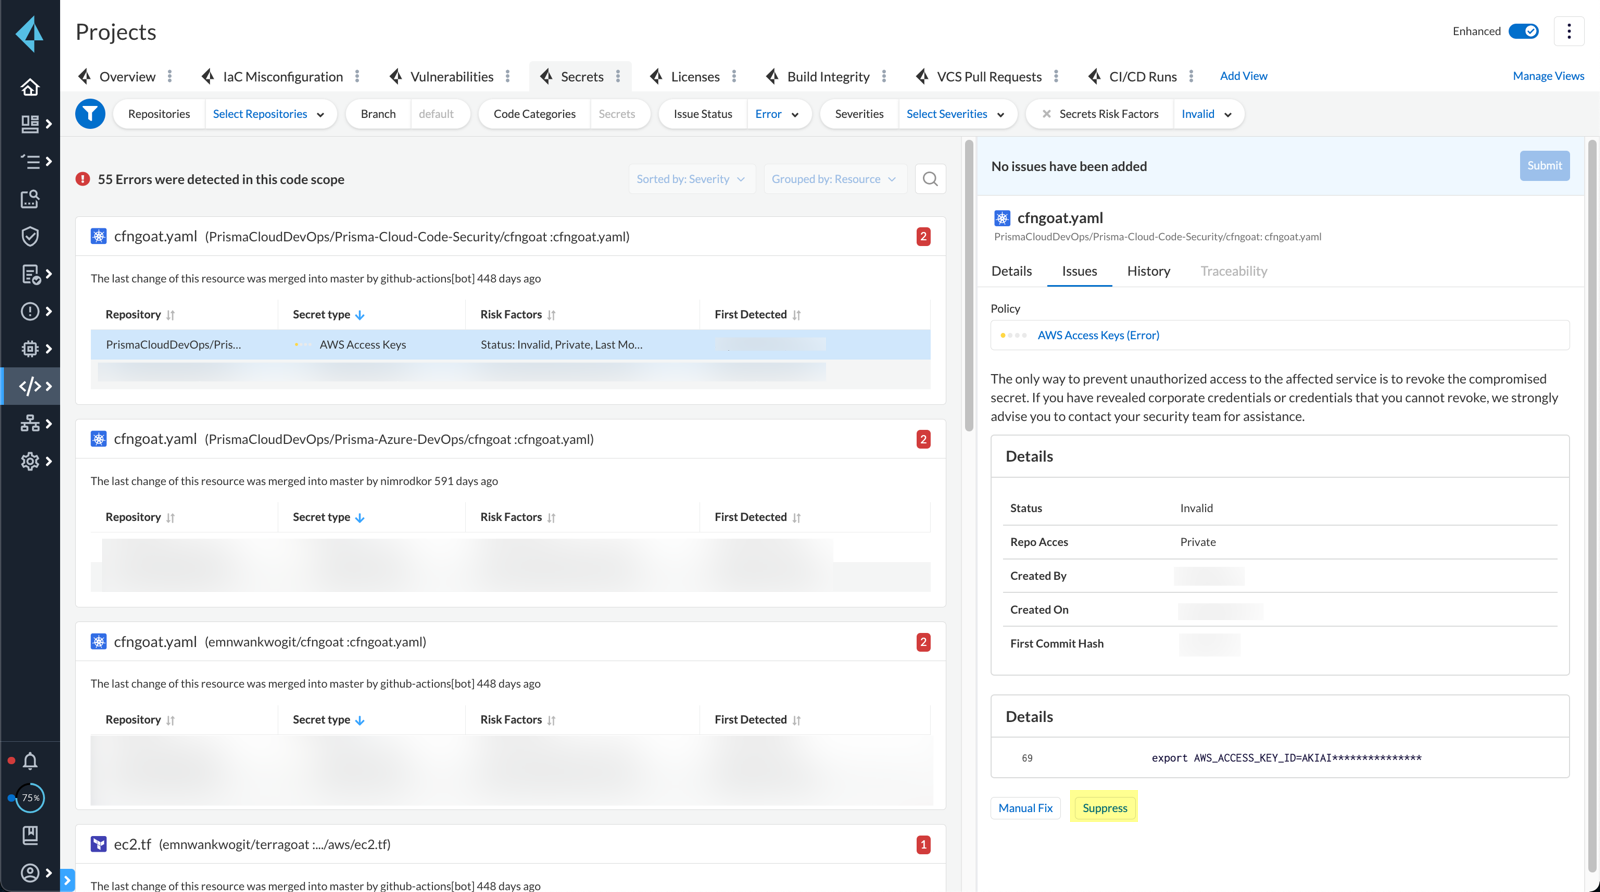 Projects
Enhanced
Overview IaC Misconfiguration Vulnerabilities Secrets Licenses Build Integrity VCS Pull Requests CI/CD Runs Add View Manage Views
Repositories Select Repositories Branch default Code Categories Secrets Issue Status Error Severities Select Severities Secrets Risk Factors Invalid
55 Errors were detected in this code scope
Sorted by: Severity Grouped by: Resource
cfngoat.yaml (PrismaCloudDevOps/Prisma-Cloud-Code-Security/cfngoat :cfngoat.yaml) 2
The last change of this resource was merged into master by github-actions[bot] 448 days ago
Repository Secret type Risk Factors First Detected
PrismaCloudDevOps/Pris... AWS Access Keys Status: Invalid, Private, Last Mo...
cfngoat.yaml (PrismaCloudDevOps/Prisma-Azure-DevOps/cfngoat :cfngoat.yaml) 2
The last change of this resource was merged into master by nimrodkor 591 days ago
Repository Secret type Risk Factors First Detected
cfngoat.yaml (emnwankwogit/cfngoat :cfngoat.yaml) 2
The last change of this resource was merged into master by github-actions[bot] 448 days ago
Repository Secret type Risk Factors First Detected
ec2.tf (emnwankwogit/terragoat :.../aws/ec2.tf) 1
The last change of this resource was merged into master by github-actions[bot] 448 days ago
75%
No issues have been added Submit
cfngoat.yaml
PrismaCloudDevOps/Prisma-Cloud-Code-Security/cfngoat: cfngoat.yaml
Details Issues History Traceability
Policy
AWS Access Keys (Error)
The only way to prevent unauthorized access to the affected service is to revoke the compromised
secret. If you have revealed corporate credentials or credentials that you cannot revoke, we strongly
advise you to contact your security team for assistance.
Details
Status Invalid
Repo Acces Private
Created By
Created On
First Commit Hash
Details
69 export AWS_ACCESS_KEY_ID=AKIAI***************
Manual Fix Suppress